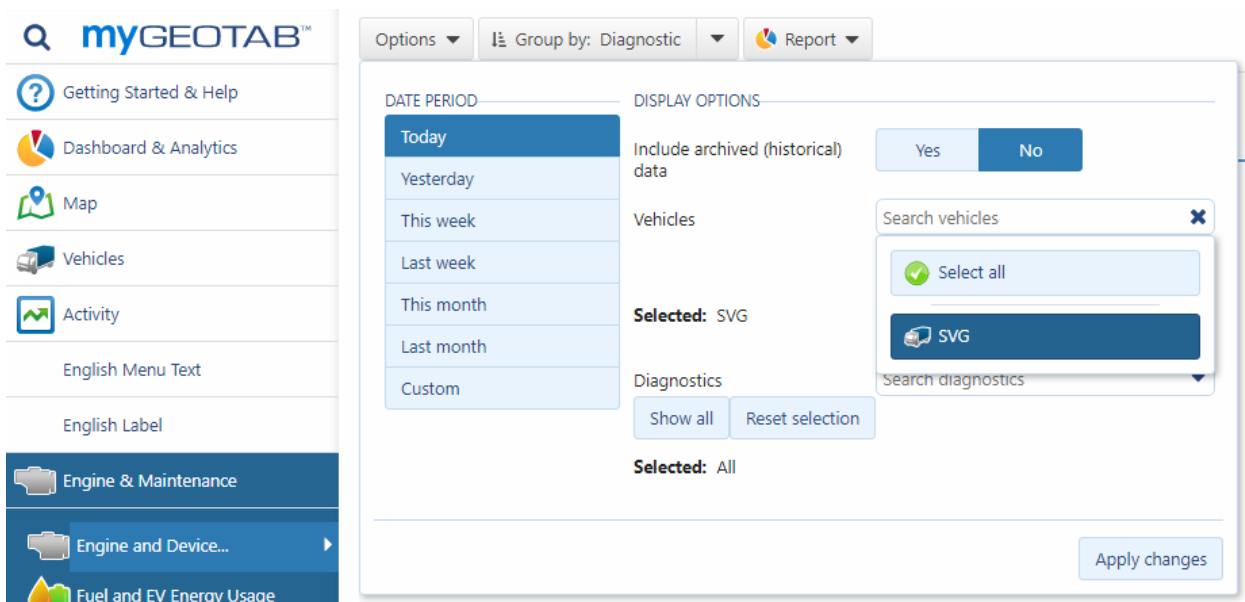 myGEOTAB™
Getting Started & Help
Dashboard & Analytics
Map
Vehicles
Activity
English Menu Text
English Label
Engine & Maintenance
Engine and Device...
Fuel and EV Energy Usage
Options
Group by: Diagnostic
Report
DATE PERIOD
Today
Yesterday
This week
Last week
This month
Last month
Custom
DISPLAY OPTIONS
Include archived (historical)
data
Yes
No
Vehicles
Search vehicles
Select all
SVG
Selected: SVG
Diagnostics
Search diagnostics
Show all
Reset selection
Selected: All
Apply changes